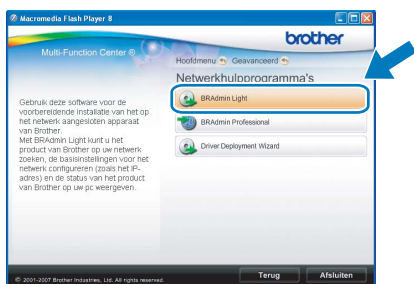 Macromedia Flash Player 8
brother
Multi-Function Center ®
Hoofdmenu Geavanceerd
Netwerkhulpprogramma's
BRAdmin Light
BRAdmin Professional
Driver Deployment Wizard
Gebruik deze software voor de
voorbereidende installatie van het op
het netwerk aangesloten apparaat
van Brother.
Met BRAdmin Light kunt u het
product van Brother op uw netwerk
zoeken, de basisinstellingen voor het
netwerk configureren (zoals het IP-
adres) en de status van het product
van Brother op uw pc weergeven.
© 2001-2007 Brother Industries, Ltd. All rights reserved.
Terug
Afsluiten